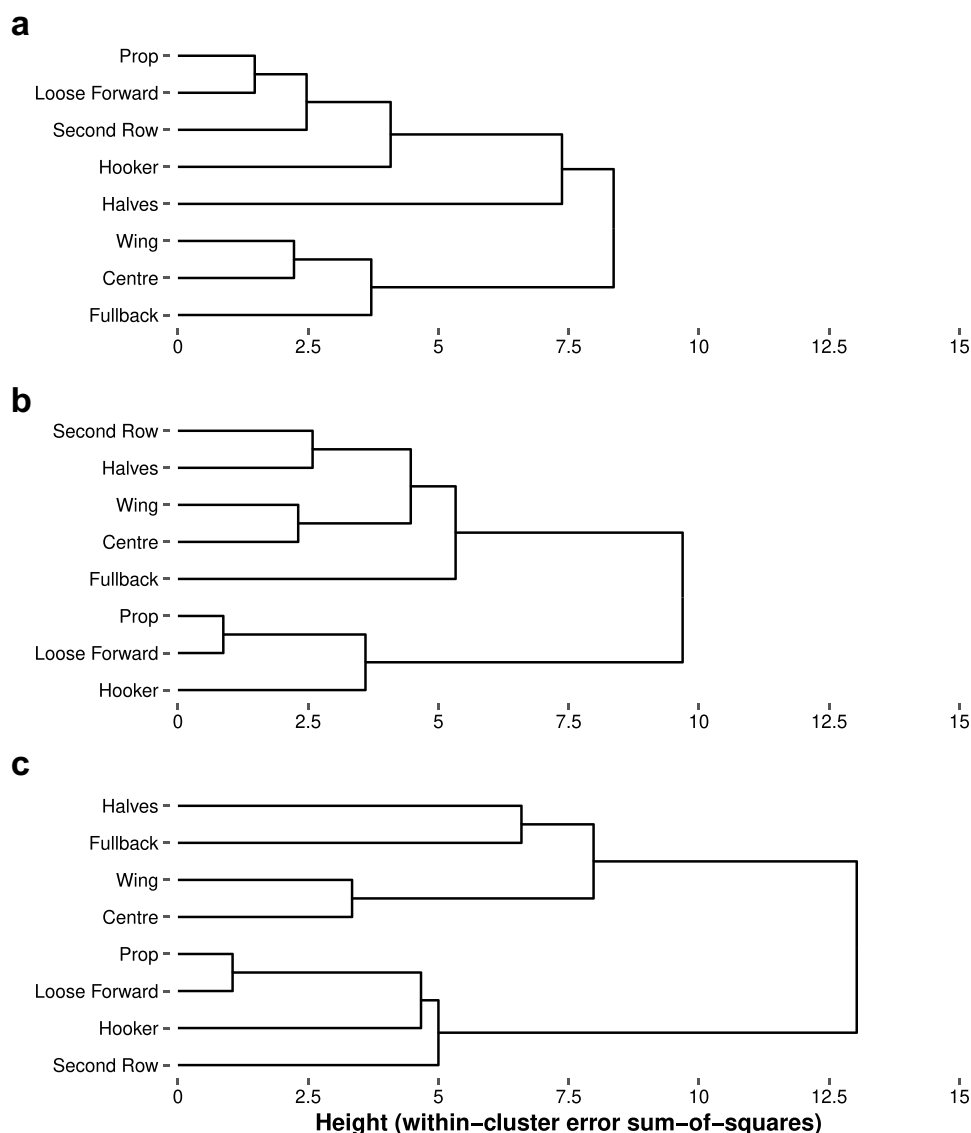 a
Prop
Loose Forward
Second Row
Hooker
Halves
Wing
Centre
Fullback
0 2.5 5 7.5 10 12.5 15
b
Second Row
Halves
Wing
Centre
Fullback
Prop
Loose Forward
Hooker
0 2.5 5 7.5 10 12.5 15
c
Halves
Fullback
Wing
Centre
Prop
Loose Forward
Hooker
Second Row
0 2.5 5 7.5 10 12.5 15
Height (within−cluster error sum−of−squares)